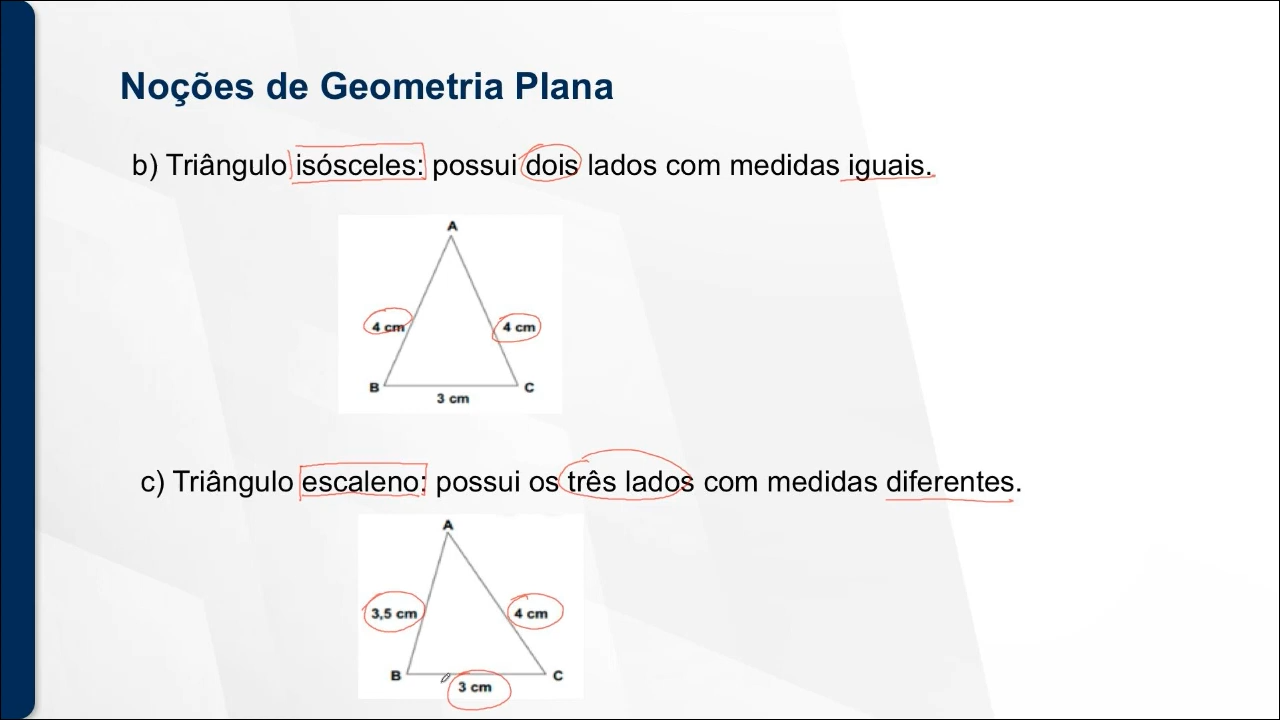 Noções de Geometria Plana
b) Triângulo isósceles: possui dois lados com medidas iguais.
A
4 cm 4 cm
B C
3 cm
c) Triângulo escaleno: possui os três lados com medidas diferentes.
A
3,5 cm 4 cm
B C
3 cm